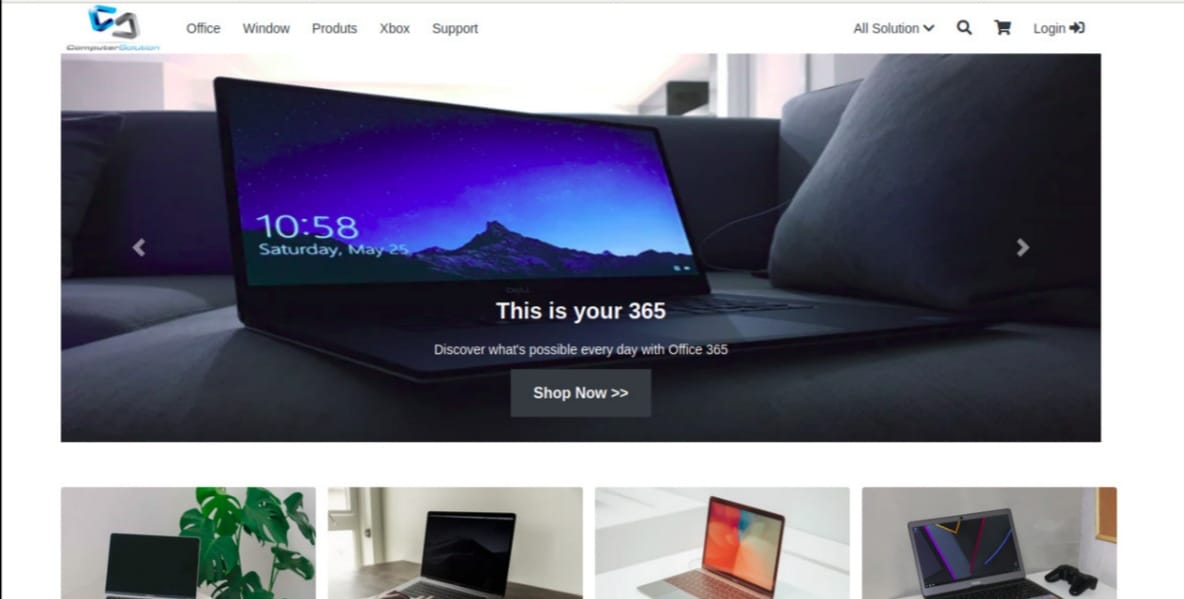 ComputerSolution
Office Window Produts Xbox Support All Solution Login
10:58
Saturday, May 25
DELL
This is your 365
Discover what's possible every day with Office 365
Shop Now >>